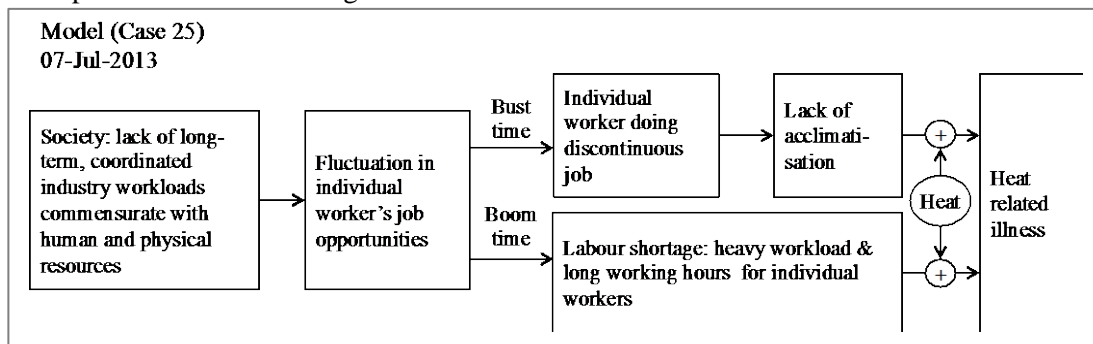 Model (Case 25)
07-Jul-2013
Society: lack of long-
term, coordinated
industry workloads
commensurate with
human and physical
resources
Fluctuation in
individual
worker's job
opportunities
Bust
time
Individual
worker doing
discontinuous
job
Lack of
acclimati-
sation
Boom
time
Labour shortage: heavy workload &
long working hours for individual
workers
+
Heat
+
Heat
related
illness